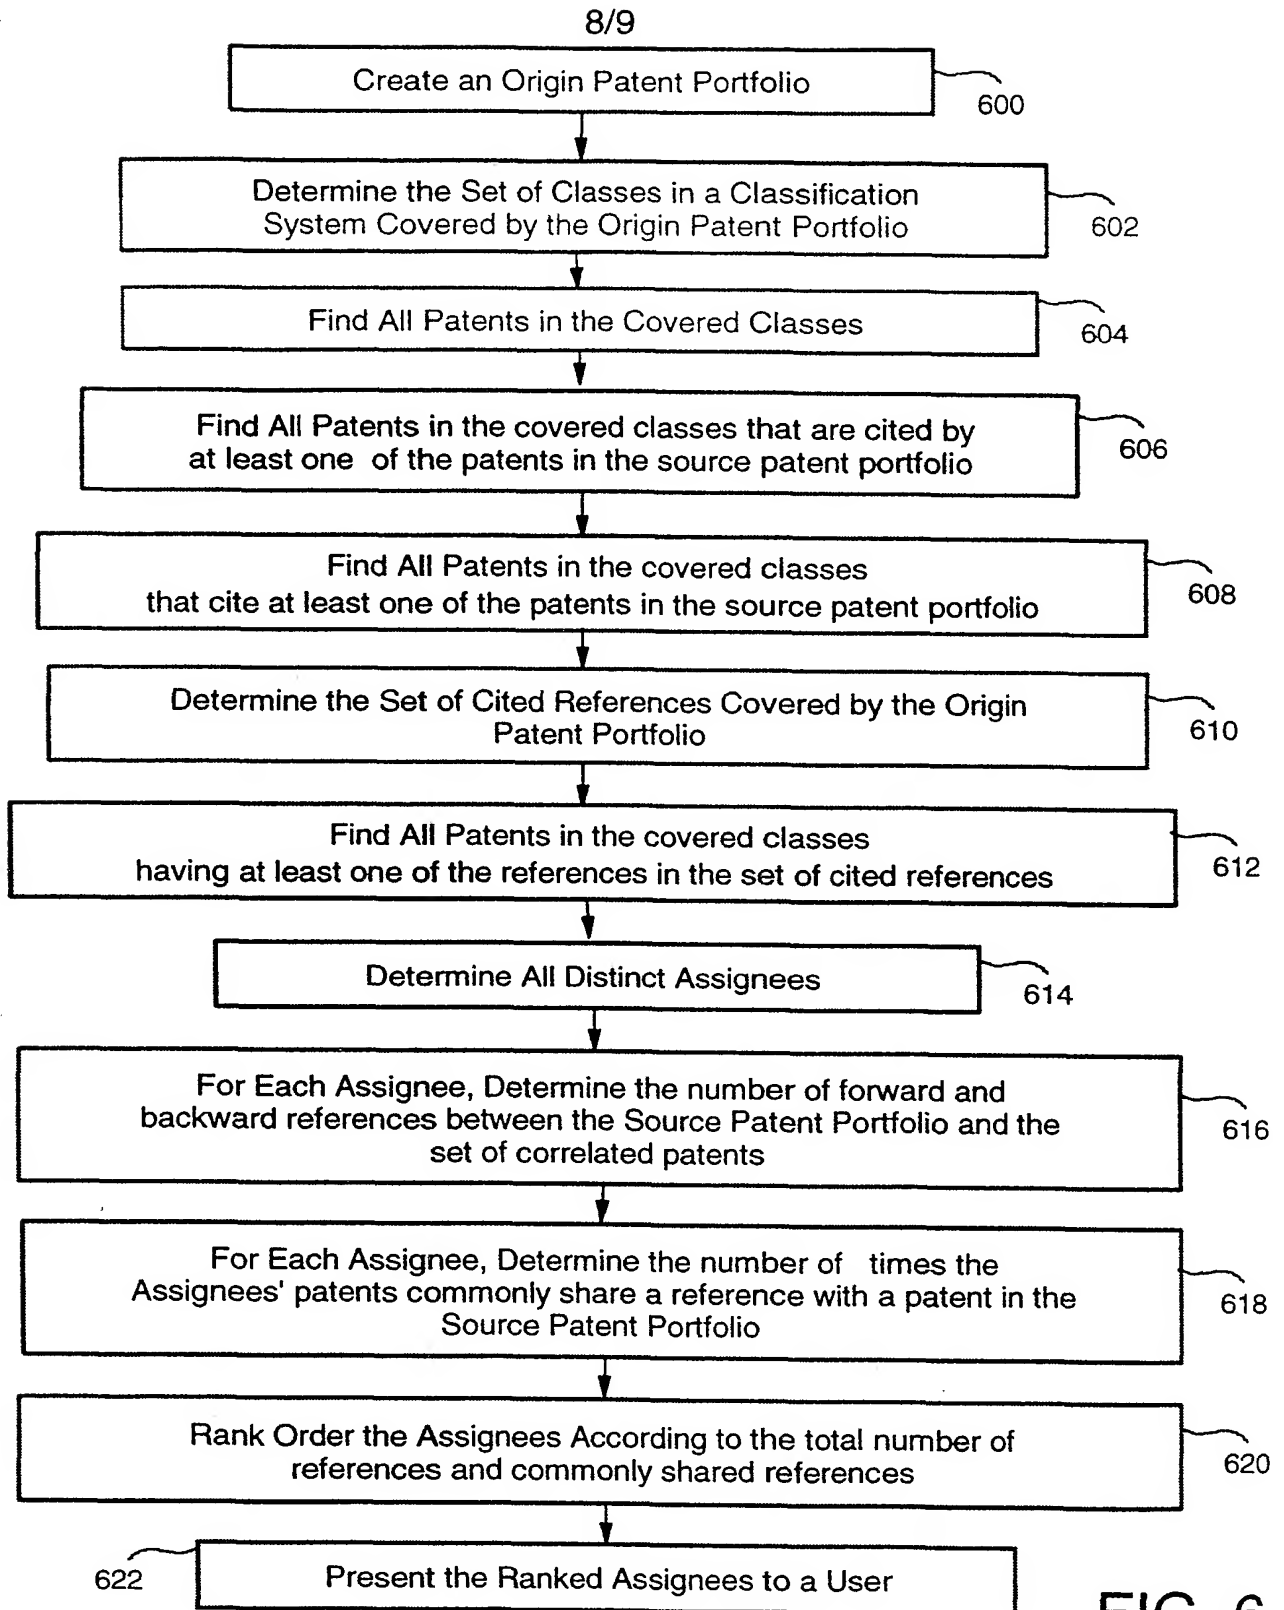 8/9
Create an Origin Patent Portfolio
600
Determine the Set of Classes in a Classification
System Covered by the Origin Patent Portfolio
602
Find All Patents in the Covered Classes
604
Find All Patents in the covered classes that are cited by
at least one of the patents in the source patent portfolio
606
Find All Patents in the covered classes
that cite at least one of the patents in the source patent portfolio
608
Determine the Set of Cited References Covered by the Origin
Patent Portfolio
610
Find All Patents in the covered classes
having at least one of the references in the set of cited references
612
Determine All Distinct Assignees
614
For Each Assignee, Determine the number of forward and
backward references between the Source Patent Portfolio and the
set of correlated patents
616
For Each Assignee, Determine the number of times the
Assignees' patents commonly share a reference with a patent in the
Source Patent Portfolio
618
Rank Order the Assignees According to the total number of
references and commonly shared references
620
622
Present the Ranked Assignees to a User
FIG. 6